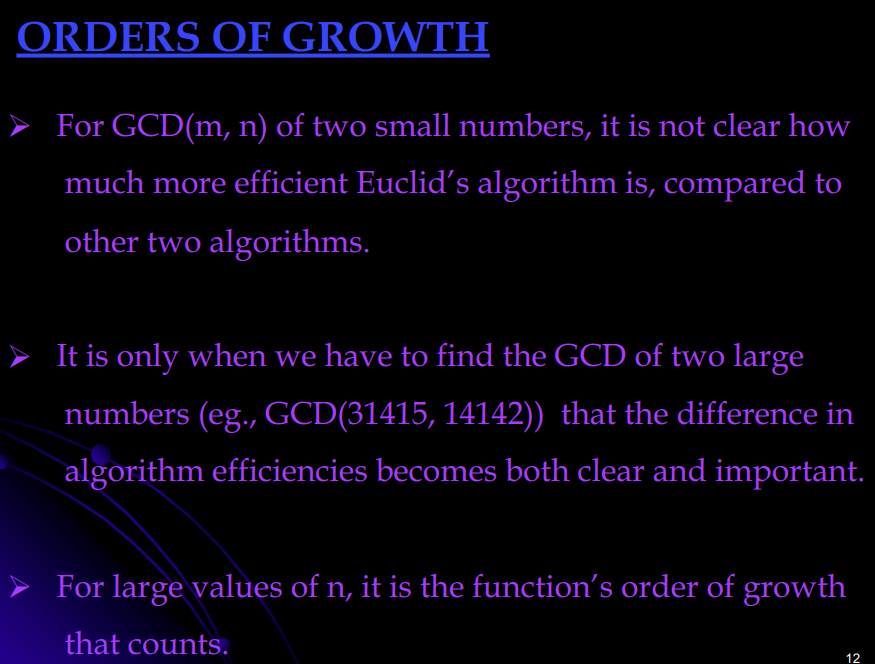 ORDERS OF GROWTH
➢ For GCD(m, n) of two small numbers, it is not clear how
much more efficient Euclid’s algorithm is, compared to
other two algorithms.
➢ It is only when we have to find the GCD of two large
numbers (eg., GCD(31415, 14142)) that the difference in
algorithm efficiencies becomes both clear and important.
➢ For large values of n, it is the function’s order of growth
that counts.
12